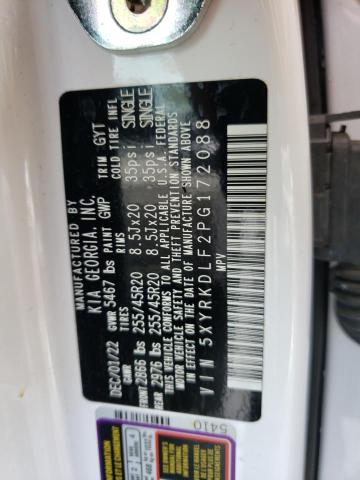 MANUFACTURED BY
KIA GEORGIA, INC.
DEC/01/22 GVWR 5467 lbs PAINT GWP TRIM GYT
RIMS COLD TIRE INFL
FRNT 2866 lbs 255/45R20 8.5Jx20 35psi SINGLE
REAR 2976 lbs 255/45R20 8.5Jx20 35psi SINGLE
THIS VEHICLE CONFORMS TO ALL APPLICABLE U.S.A. FEDERAL
MOTOR VEHICLE SAFETY AND THEFT PREVENTION STANDARDS
IN EFFECT ON THE DATE OF MANUFACTURE SHOWN ABOVE
VIN 5XYRKDLF2PG172088
MPV
5410